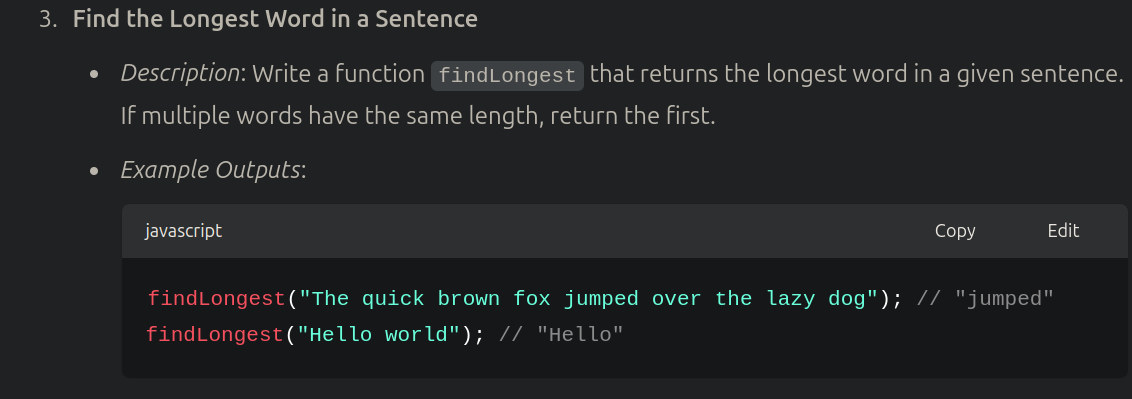 3. Find the Longest Word in a Sentence
• Description: Write a function findLongest that returns the longest word in a given sentence.
If multiple words have the same length, return the first.
• Example Outputs:
javascript Copy Edit
findLongest("The quick brown fox jumped over the lazy dog"); // "jumped"
findLongest("Hello world"); // "Hello"